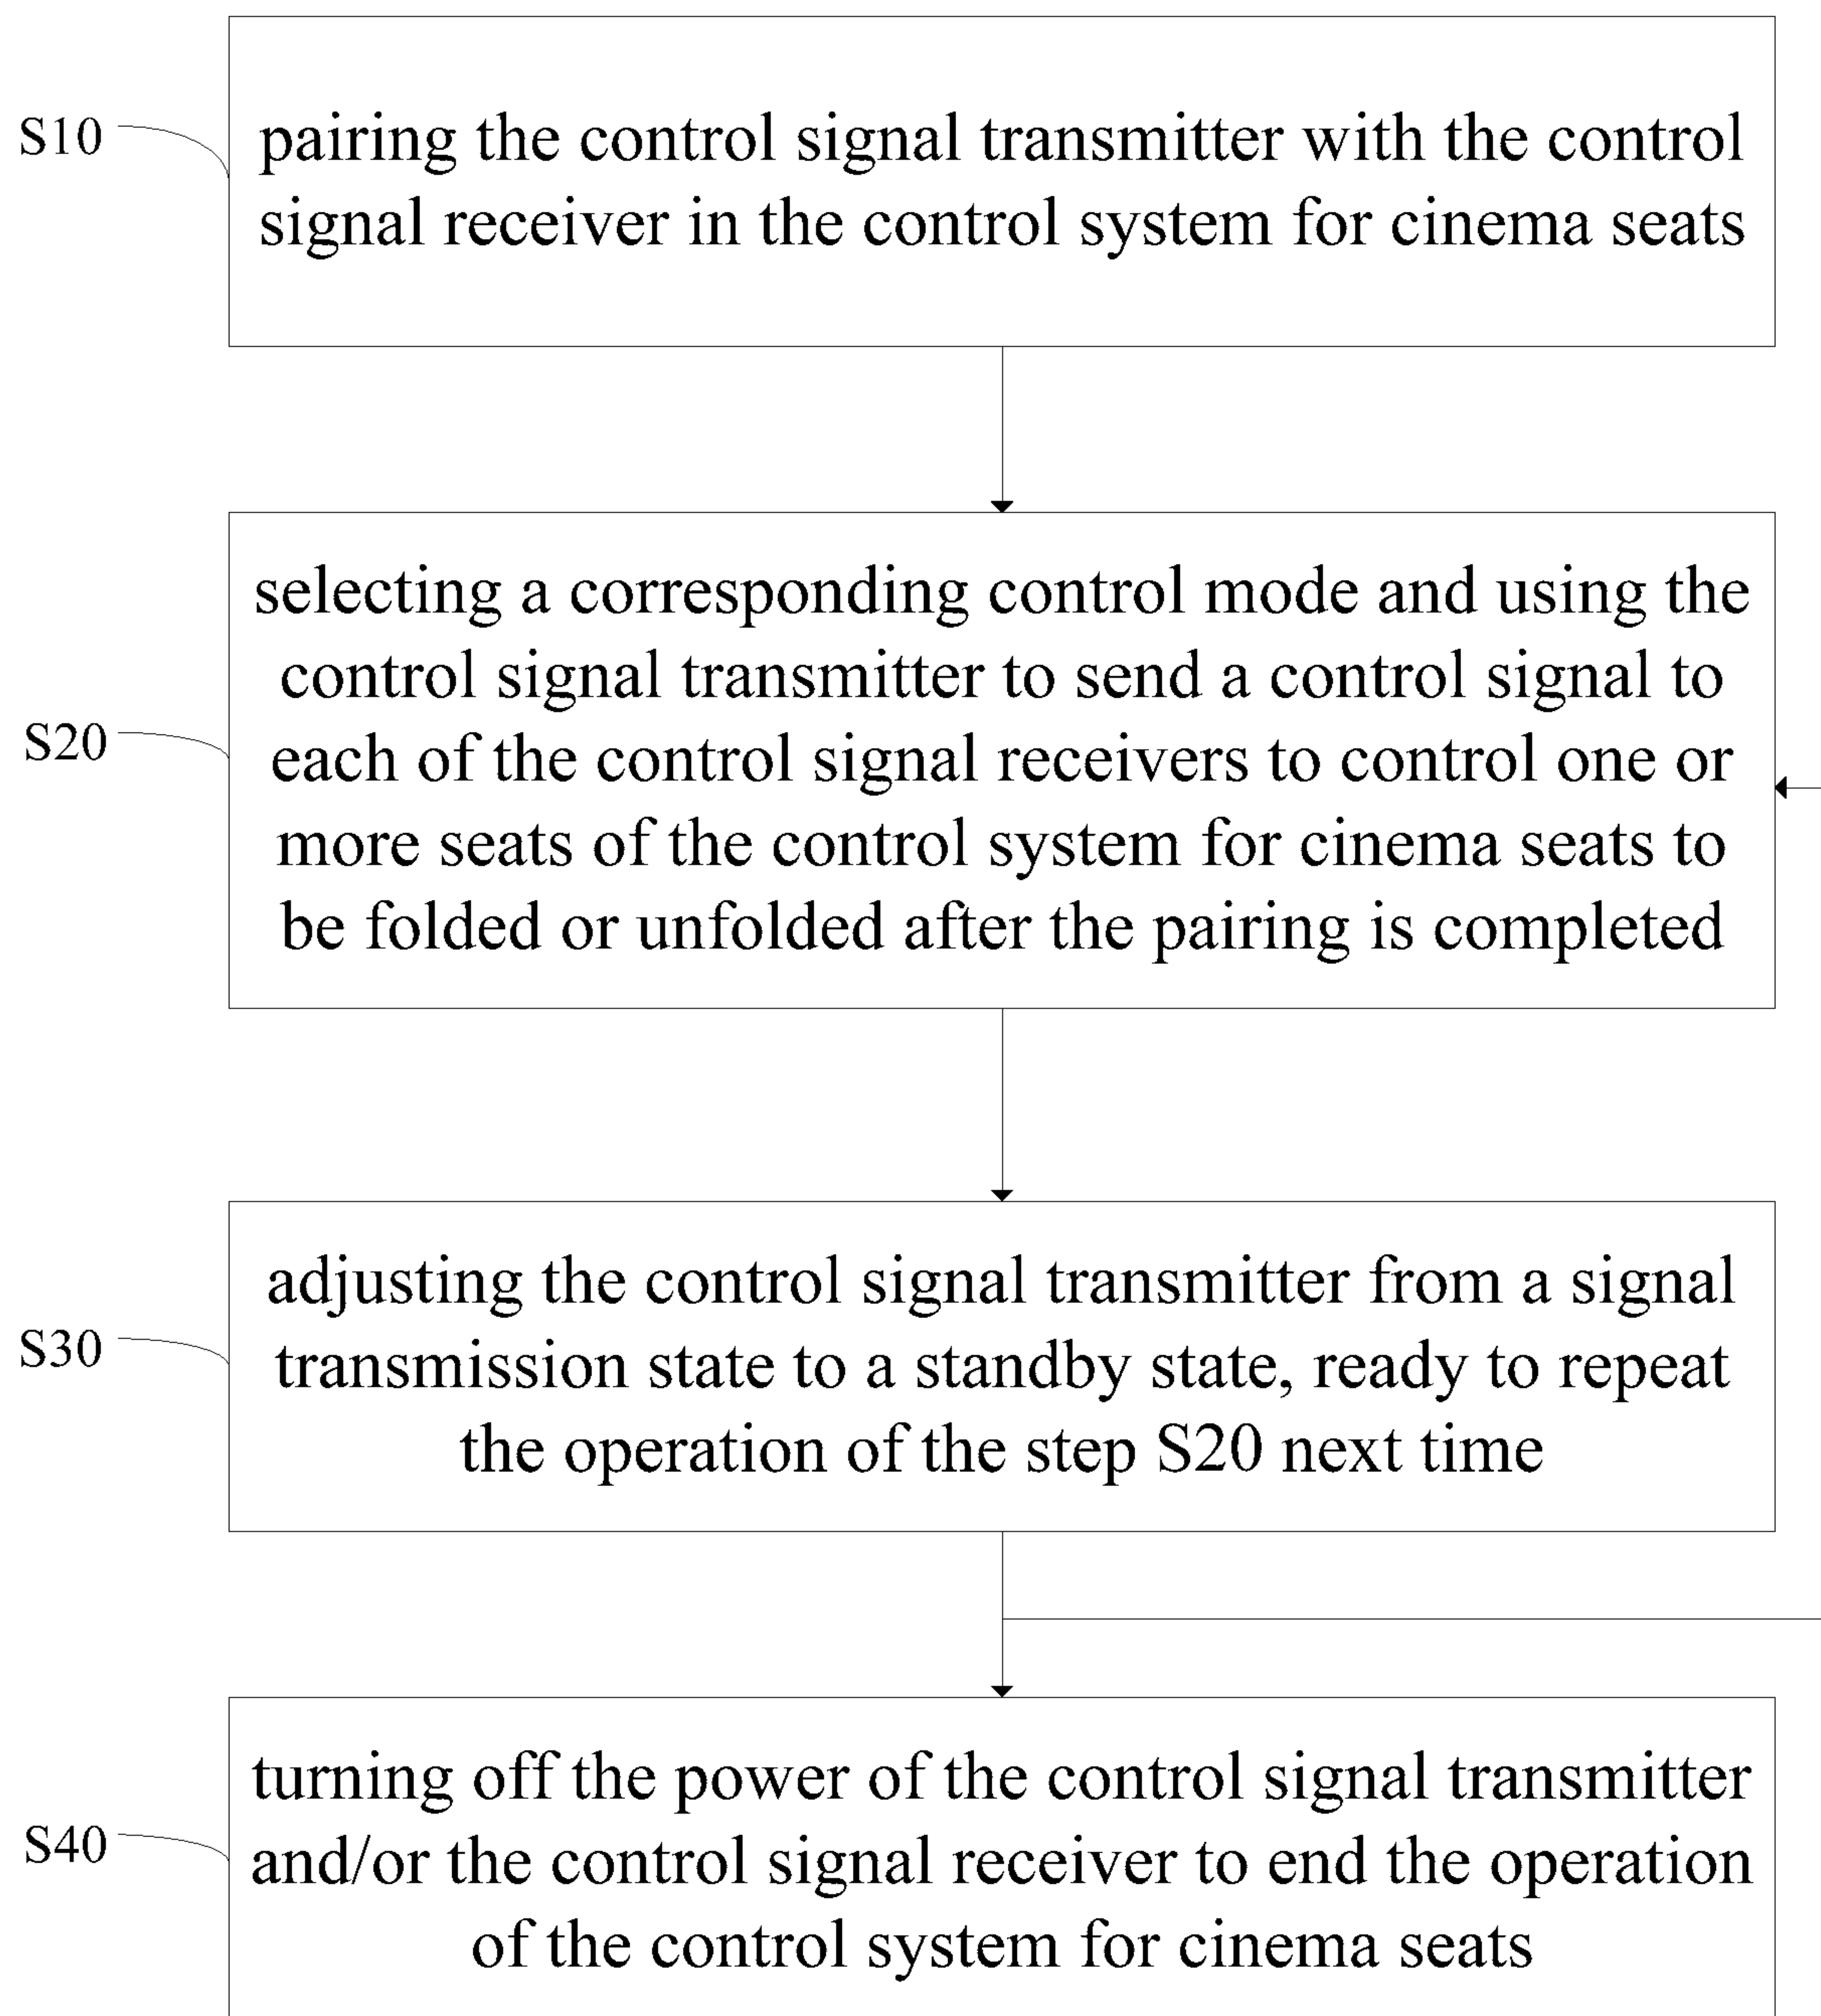 S10
pairing the control signal transmitter with the control
signal receiver in the control system for cinema seats
S20
selecting a corresponding control mode and using the
control signal transmitter to send a control signal to
each of the control signal receivers to control one or
more seats of the control system for cinema seats to
be folded or unfolded after the pairing is completed
S30
adjusting the control signal transmitter from a signal
transmission state to a standby state, ready to repeat
the operation of the step S20 next time
S40
turning off the power of the control signal transmitter
and/or the control signal receiver to end the operation
of the control system for cinema seats